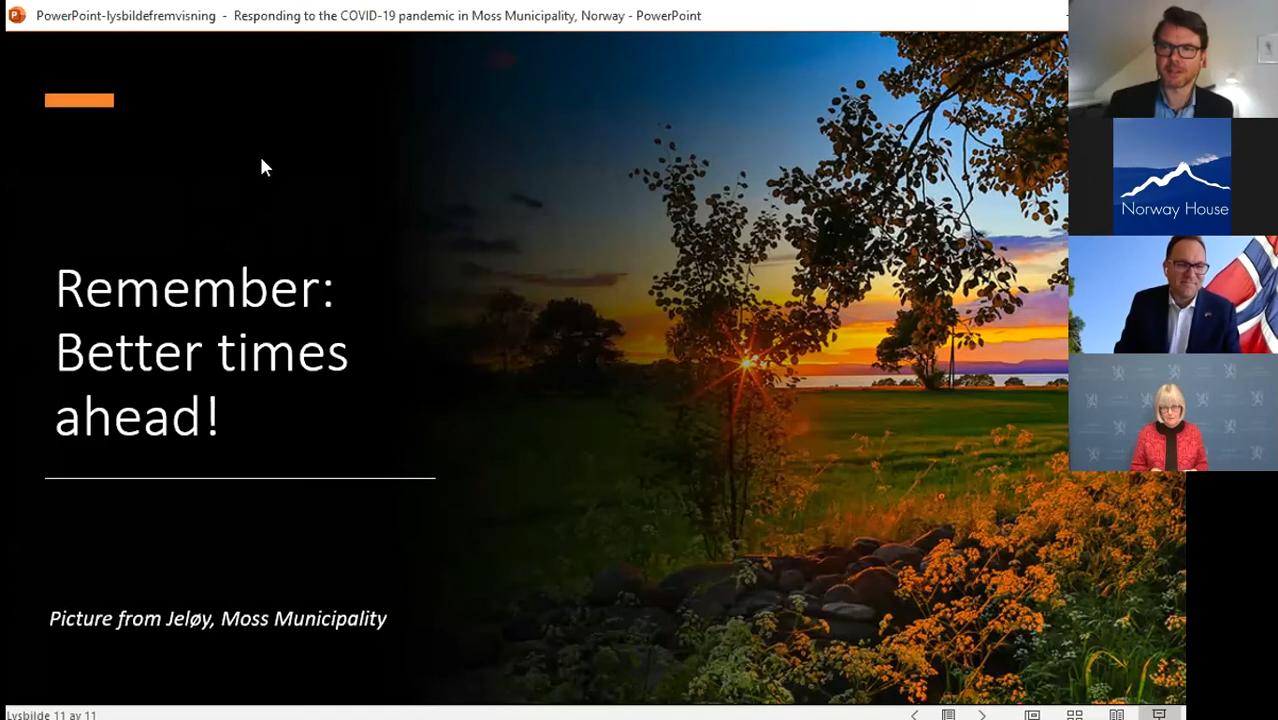 PowerPoint-lysbildefremvisning - Responding to the COVID-19 pandemic in Moss Municipality, Norway - PowerPoint
Norway House
Remember:
Better times
ahead!
Picture from Jeløy, Moss Municipality
Lysbilde 11 av 11